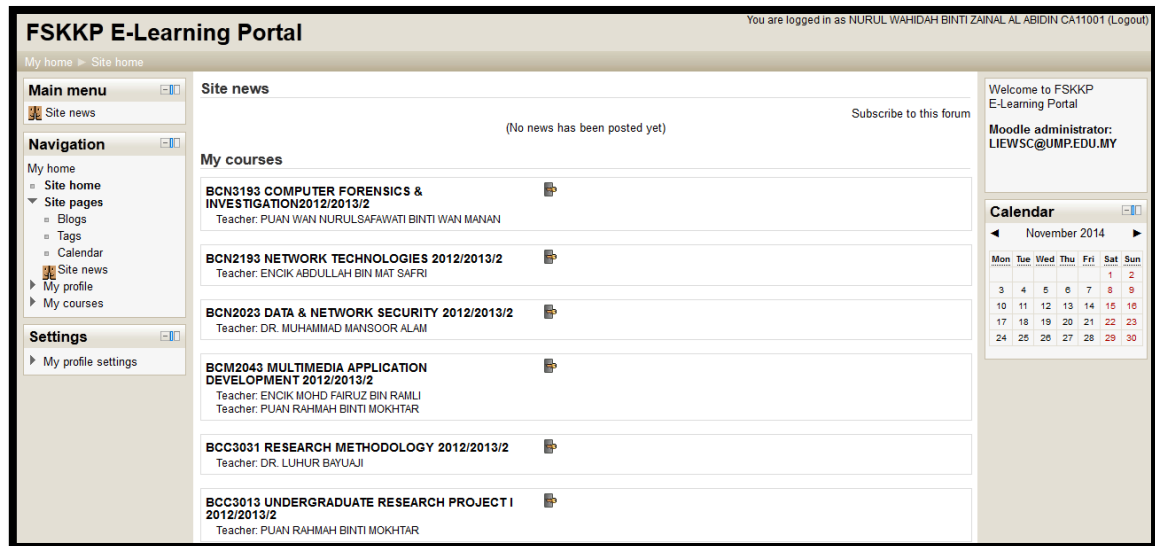 FSKKP E-Learning Portal
You are logged in as NURUL WAHIDAH BINTI ZAINAL AL ABIDIN CA11001 (Logout)
My home ► Site home
Main menu
Site news
Navigation
My home
Site home
Site pages
Blogs
Tags
Calendar
Site news
My profile
My courses
Settings
My profile settings
Site news
Subscribe to this forum
(No news has been posted yet)
My courses
BCN3193 COMPUTER FORENSICS &
INVESTIGATION2012/2013/2
Teacher: PUAN WAN NURULSAFAWATI BINTI WAN MANAN
BCN2193 NETWORK TECHNOLOGIES 2012/2013/2
Teacher: ENCIK ABDULLAH BIN MAT SAFRI
BCN2023 DATA & NETWORK SECURITY 2012/2013/2
Teacher: DR. MUHAMMAD MANSOOR ALAM
BCM2043 MULTIMEDIA APPLICATION
DEVELOPMENT 2012/2013/2
Teacher: ENCIK MOHD FAIRUZ BIN RAMLI
Teacher: PUAN RAHMAH BINTI MOKHTAR
BCC3031 RESEARCH METHODOLOGY 2012/2013/2
Teacher: DR. LUHUR BAYUAJI
BCC3013 UNDERGRADUATE RESEARCH PROJECT I
2012/2013/2
Teacher: PUAN RAHMAH BINTI MOKHTAR
Welcome to FSKKP
E-Learning Portal
Moodle administrator:
LIEWSC@UMP.EDU.MY
Calendar
◄ November 2014 ►
Mon Tue Wed Thu Fri Sat Sun
1 2
3 4 5 6 7 8 9
10 11 12 13 14 15 16
17 18 19 20 21 22 23
24 25 26 27 28 29 30